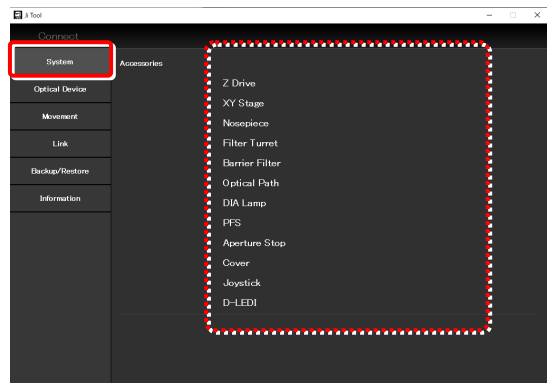 Ji Tool
Connect
System
Accessories
Optical Device
Movement
Link
Backup/Restore
Information
Z Drive
XY Stage
Nosepiece
Filter Turret
Barrier Filter
Optical Path
DIA Lamp
PFS
Aperture Stop
Cover
Joystick
D-LEDI